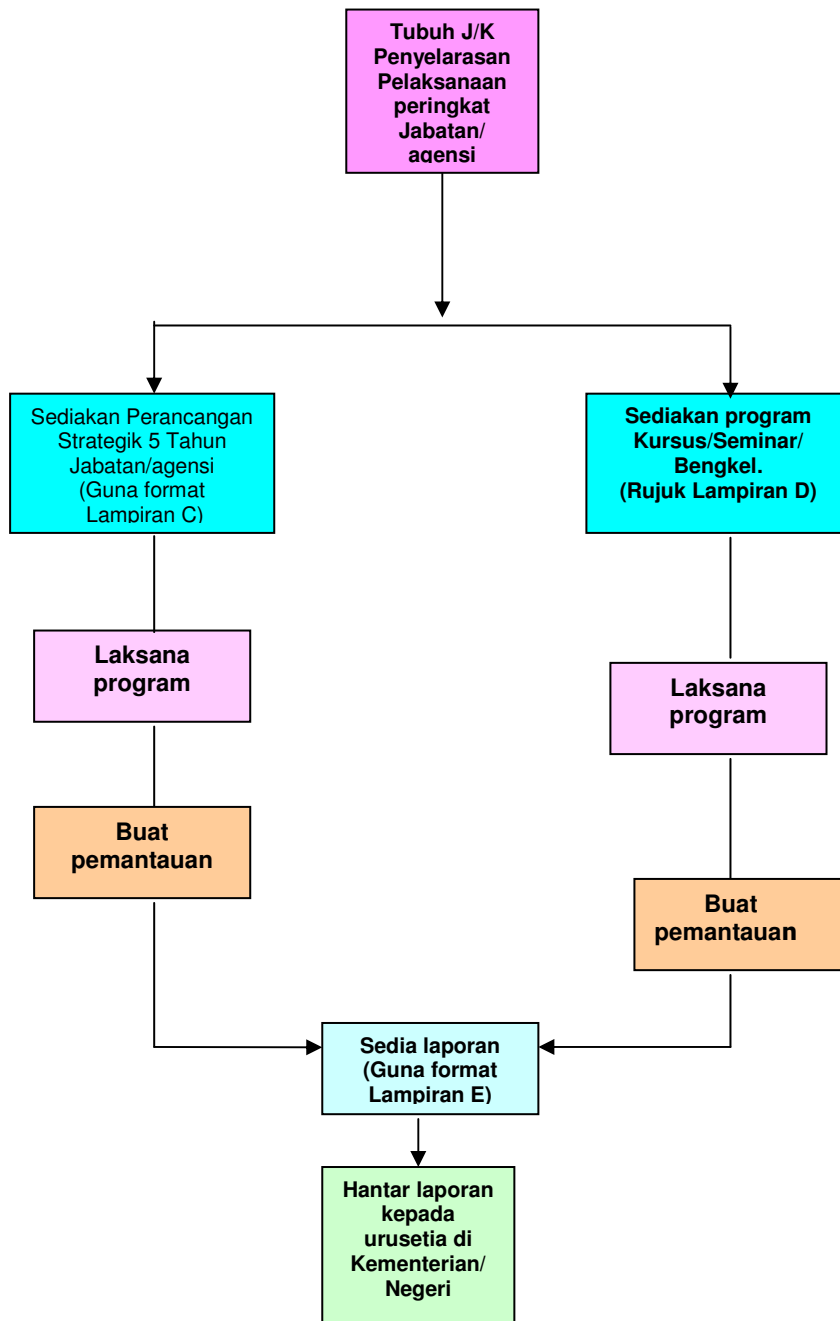 Tubuh J/K
Penyelarasan
Pelaksanaan
peringkat
Jabatan/
agensi
Sediakan Perancangan
Strategik 5 Tahun
Jabatan/agensi
(Guna format
Lampiran C)
Sediakan program
Kursus/Seminar/
Bengkel.
(Rujuk Lampiran D)
Laksana
program
Laksana
program
Buat
pemantauan
Buat
pemantauan
Sedia laporan
(Guna format
Lampiran E)
Hantar laporan
kepada
urusetia di
Kementerian/
Negeri